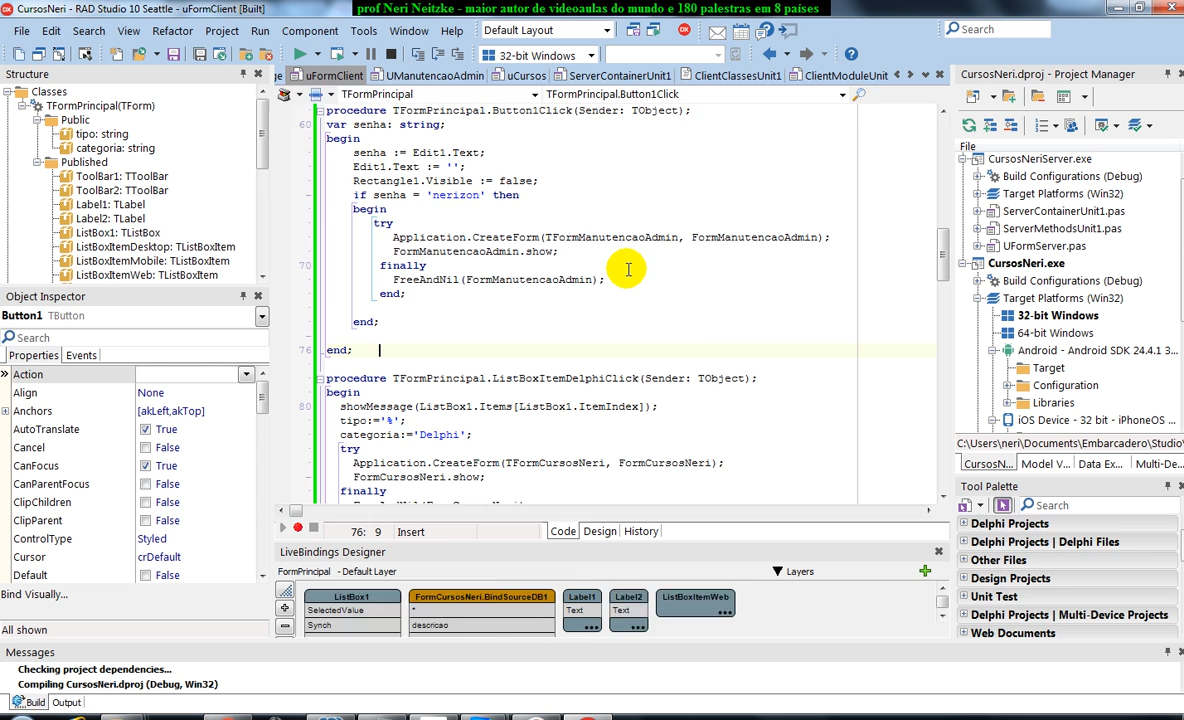 CursosNeri - RAD Studio 10 Seattle - uFormClient [Built]
prof Neri Neitzke - maior autor de videoaulas do mundo e 180 palestras em 8 países
File Edit Search View Refactor Project Run Component Tools Window Help
Default Layout
Search
32-bit Windows
Structure
Classes
TFormPrincipal(TForm)
Public
tipo: string
categoria: string
Published
ToolBar1: TToolBar
ToolBar2: TToolBar
Label1: TLabel
Label2: TLabel
ListBox1: TListBox
ListBoxItemDesktop: TListBoxItem
ListBoxItemMobile: TListBoxItem
ListBoxItemWeb: TListBoxItem
Object Inspector
Button1 TButton
Search
Properties Events
Action
Align None
Anchors [akLeft,akTop]
AutoTranslate True
Cancel False
CanFocus True
CanParentFocus False
ClipChildren False
ClipParent False
ControlType Styled
Cursor crDefault
Default False
Bind Visually...
All shown
uFormClient UManutencaoAdmin uCursos ServerContainerUnit1 ClientClassesUnit1 ClientModuleUnit
TFormPrincipal TFormPrincipal.Button1Click
procedure TFormPrincipal.Button1Click(Sender: TObject);
60 var senha: string;
begin
senha := Edit1.Text;
Edit1.Text := '';
Rectangle1.Visible := false;
if senha = 'nerizon' then
begin
try
Application.CreateForm(TFormManutencaoAdmin, FormManutencaoAdmin);
FormManutencaoAdmin.show;
70 finally
FreeAndNil(FormManutencaoAdmin);
end;
end;
76 end;
procedure TFormPrincipal.ListBoxItemDelphiClick(Sender: TObject);
begin
80 showMessage(ListBox1.Items[ListBox1.ItemIndex]);
tipo:='%';
categoria:='Delphi';
try
Application.CreateForm(TFormCursosNeri, FormCursosNeri);
FormCursosNeri.show;
finally
76: 9 Insert
Code Design History
LiveBindings Designer
FormPrincipal - Default Layer
Layers
ListBox1
SelectedValue
Synch
FormCursosNeri.BindSourceDB1
*
descricao
Label1
Text
Label2
Text
ListBoxItemWeb
CursosNeri.dproj - Project Manager
File
CursosNeriServer.exe
Build Configurations (Debug)
Target Platforms (Win32)
ServerContainerUnit1.pas
ServerMethodsUnit1.pas
UFormServer.pas
CursosNeri.exe
Build Configurations (Debug)
Target Platforms (Win32)
32-bit Windows
64-bit Windows
Android - Android SDK 24.4.1 3...
Target
Configuration
Libraries
iOS Device - 32 bit - iPhoneOS ...
C:\Users\neri\Documents\Embarcadero\Studio\
CursosN... Model V... Data Ex... Multi-De...
Tool Palette
Search
Delphi Projects
Delphi Projects | Delphi Files
Other Files
Design Projects
Unit Test
Delphi Projects | Multi-Device Projects
Web Documents
Messages
Checking project dependencies...
Compiling CursosNeri.dproj (Debug, Win32)
Build Output